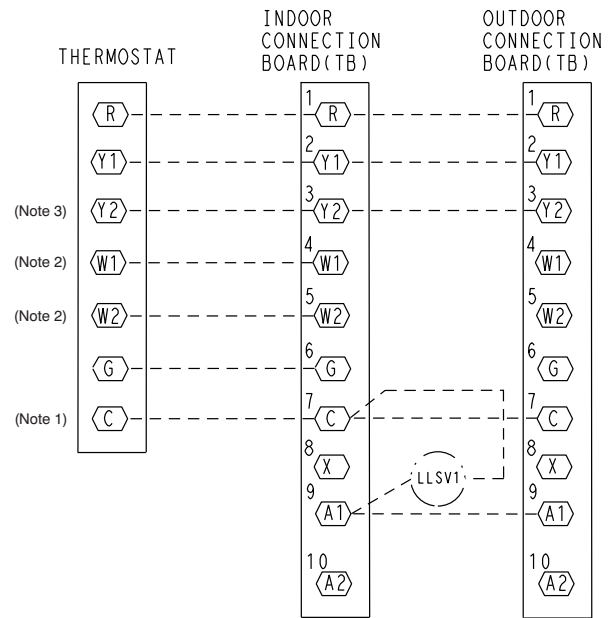 INDOOR
CONNECTION
BOARD(TB)
OUTDOOR
CONNECTION
BOARD(TB)
THERMOSTAT
R 1 R 1 R
Y1 2 Y1 2 Y1
(Note 3) Y2 3 Y2 3 Y2
(Note 2) W1 4 W1 4 W1
(Note 2) W2 5 W2 5 W2
G 6 G 6 G
(Note 1) C 7 C 7 C
8 X 8 X
LLSV1
9 A1 9 A1
10 A2 10 A2